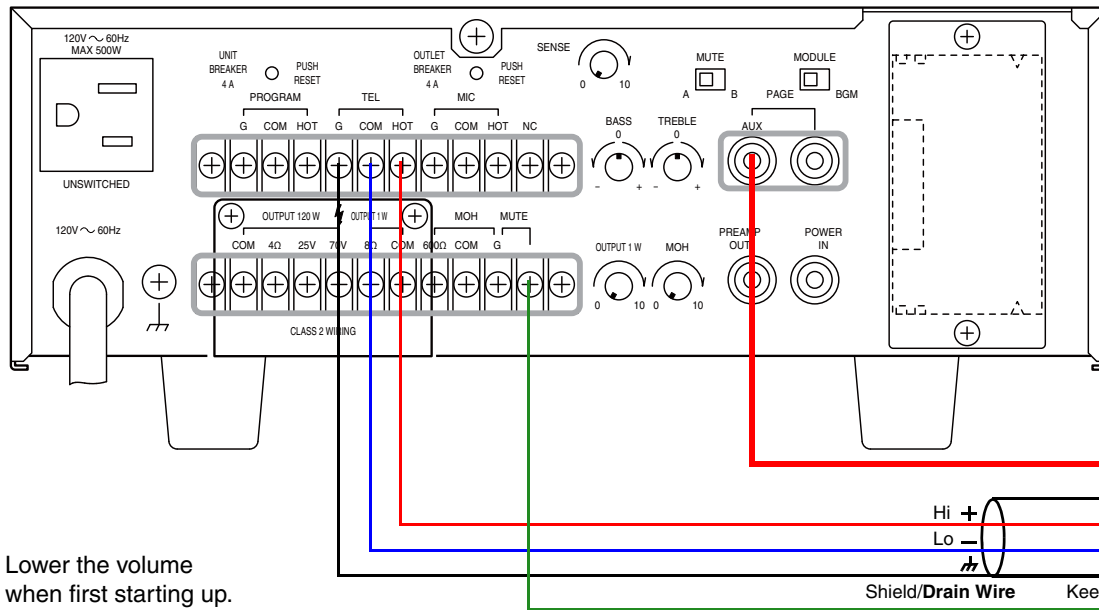 120V ~ 60Hz
MAX 500W
UNIT
BREAKER
4 A
PUSH
RESET
OUTLET
BREAKER
4 A
PUSH
RESET
SENSE
0 10
MUTE
A B
MODULE
PAGE BGM
PROGRAM TEL MIC
G COM HOT G COM HOT G COM HOT NC
BASS
0
- +
TREBLE
0
- +
AUX
UNSWITCHED
120V ~ 60Hz
OUTPUT 120 W OUTPUT 1 W MOH MUTE
COM 4Ω 25V 70V 8Ω COM 600Ω COM G
OUTPUT 1 W
0 10
MOH
0 10
PREAMP
OUT
POWER
IN
CLASS 2 WIRING
Hi +
Lo –
Shield/Drain Wire Kee
Lower the volume
when first starting up.